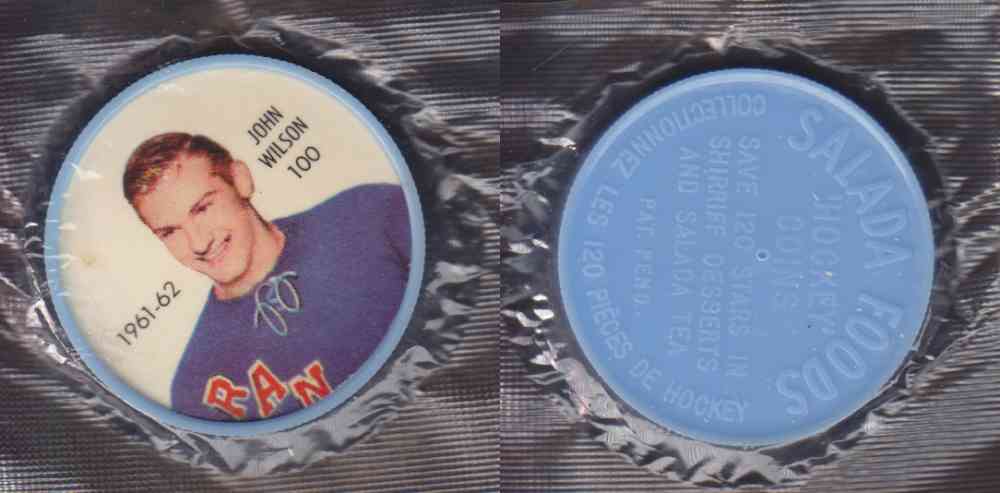 JOHN
WILSON
100
1961-62
RAN
SALADA FOODS
HOCKEY
COINS
SAVE 120 STARS IN
SHIRRIFF DESSERTS
AND SALADA TEA
PAT. PEND.
COLLECTIONNEZ LES 120 PIECES DE HOCKEY